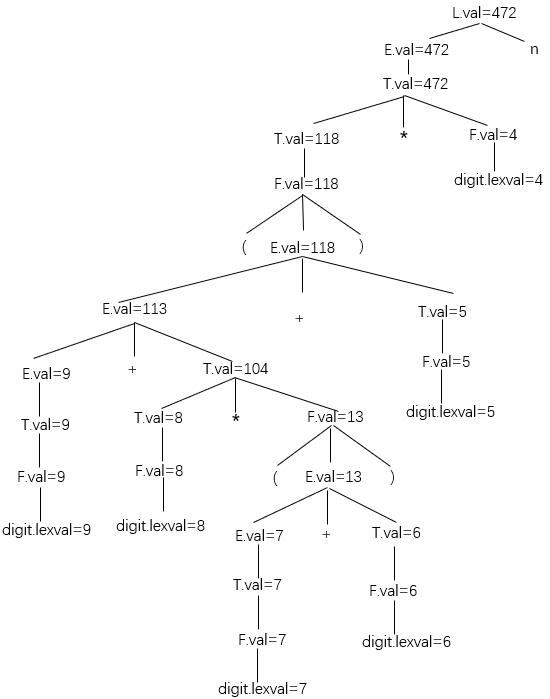 L.val=472
E.val=472 n
T.val=472
T.val=118 * F.val=4
F.val=118 digit.lexval=4
( E.val=118 )
E.val=113 + T.val=5
E.val=9 + T.val=104 F.val=5
T.val=9 T.val=8 * F.val=13 digit.lexval=5
F.val=9 F.val=8 ( E.val=13 )
digit.lexval=9 digit.lexval=8 E.val=7 + T.val=6
T.val=7 F.val=6
F.val=7 digit.lexval=6
digit.lexval=7